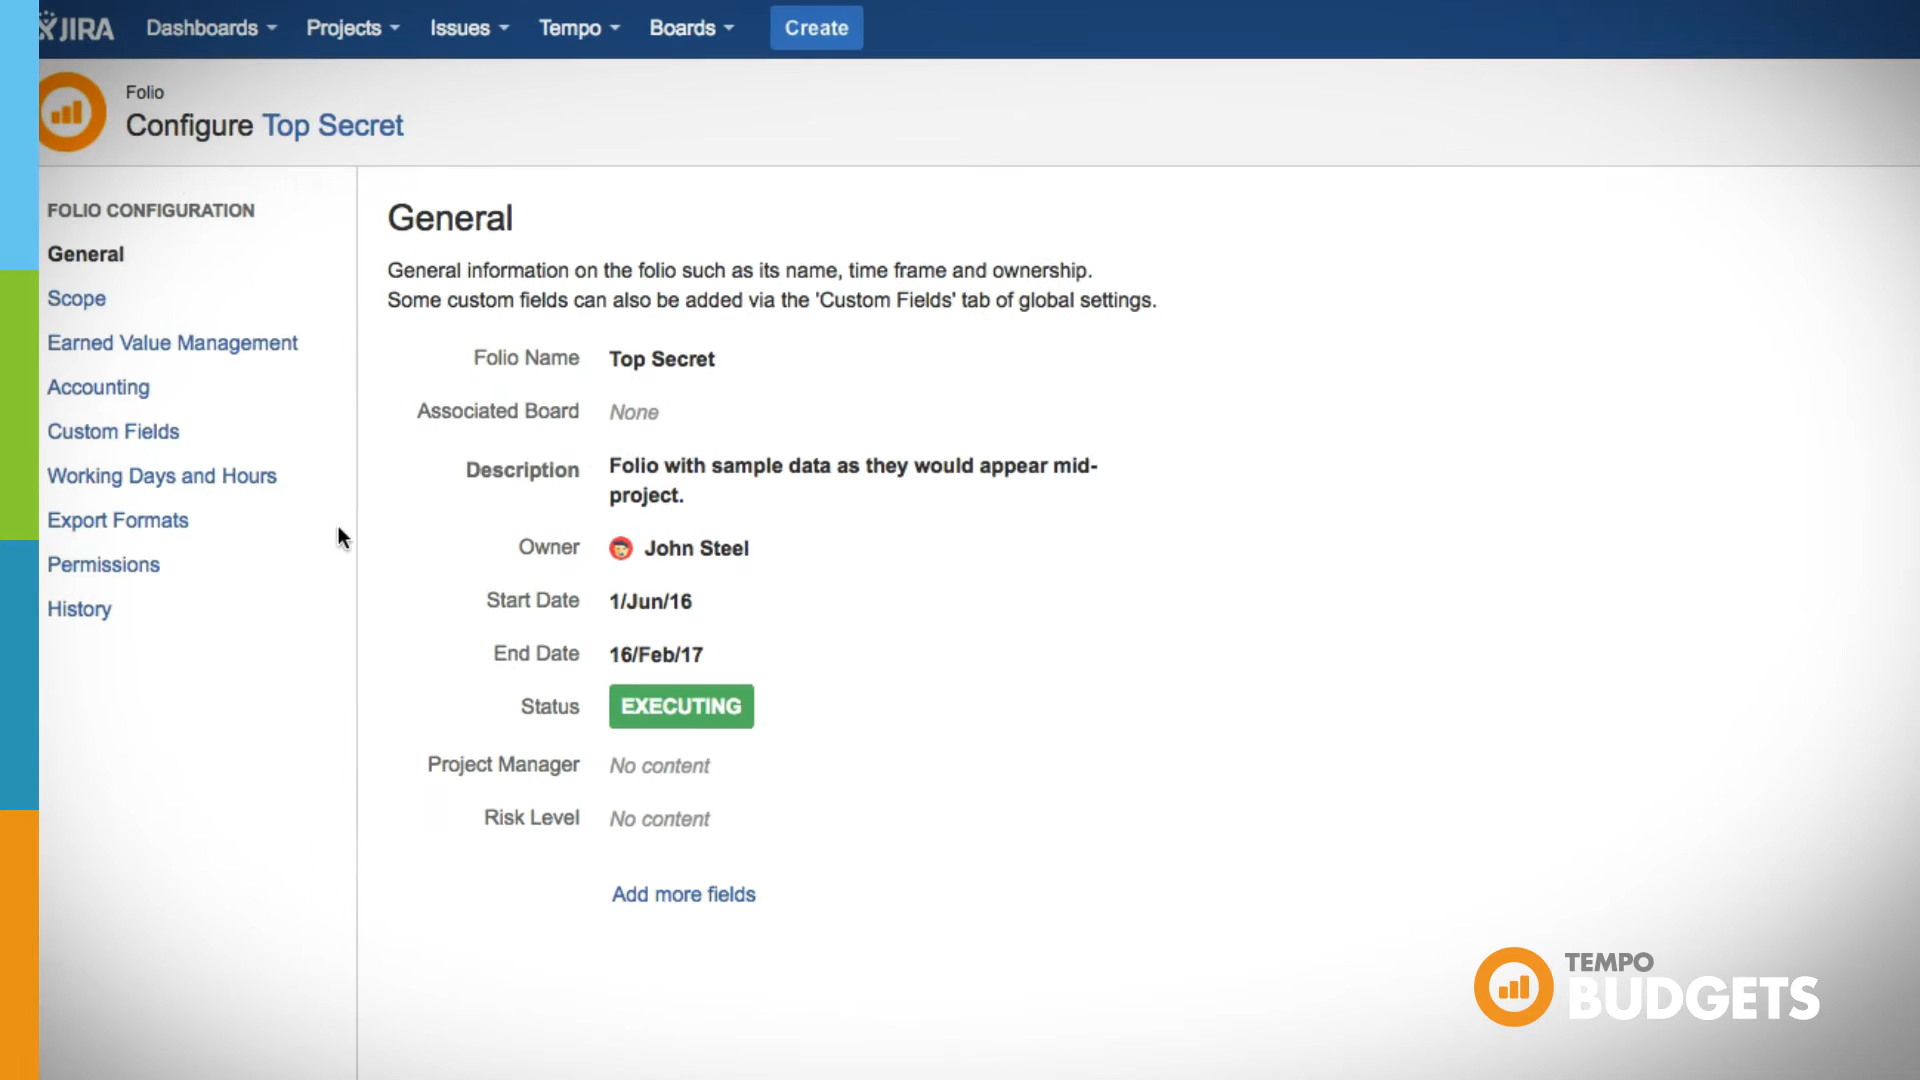 JIRA Dashboards Projects Issues Tempo Boards Create
Folio
Configure Top Secret
FOLIO CONFIGURATION
General
Scope
Earned Value Management
Accounting
Custom Fields
Working Days and Hours
Export Formats
Permissions
History
General
General information on the folio such as its name, time frame and ownership.
Some custom fields can also be added via the 'Custom Fields' tab of global settings.
Folio Name Top Secret
Associated Board None
Description Folio with sample data as they would appear mid-
project.
Owner John Steel
Start Date 1/Jun/16
End Date 16/Feb/17
Status EXECUTING
Project Manager No content
Risk Level No content
Add more fields
TEMPO
BUDGETS